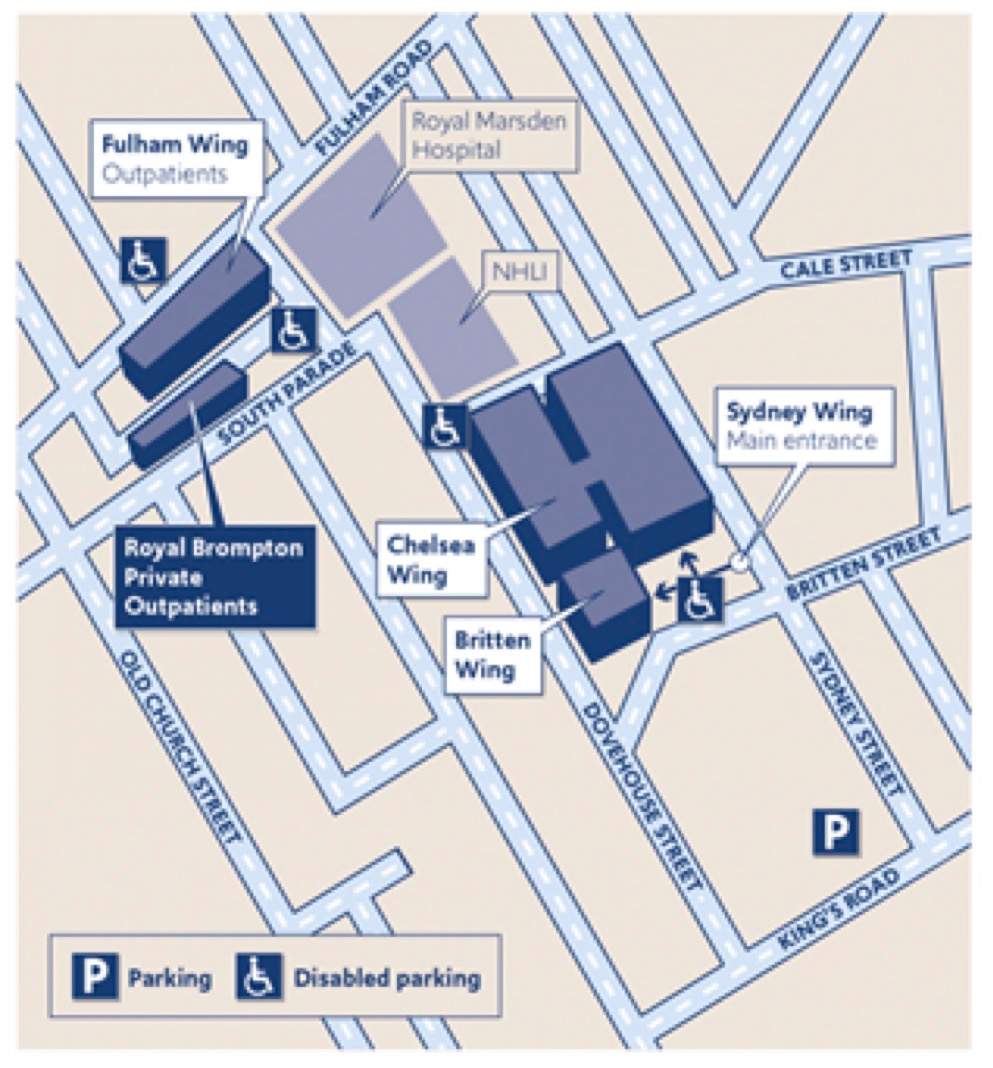 FULHAM ROAD
Royal Marsden
Hospital
Fulham Wing
Outpatients
NHLI
CALE STREET
SOUTH PARADE
Sydney Wing
Main entrance
Royal Brompton
Private
Outpatients
Chelsea
Wing
BRITTEN STREET
Britten
Wing
OLD CHURCH STREET
DOVEHOUSE STREET
SYDNEY STREET
P
KING'S ROAD
P Parking Disabled parking